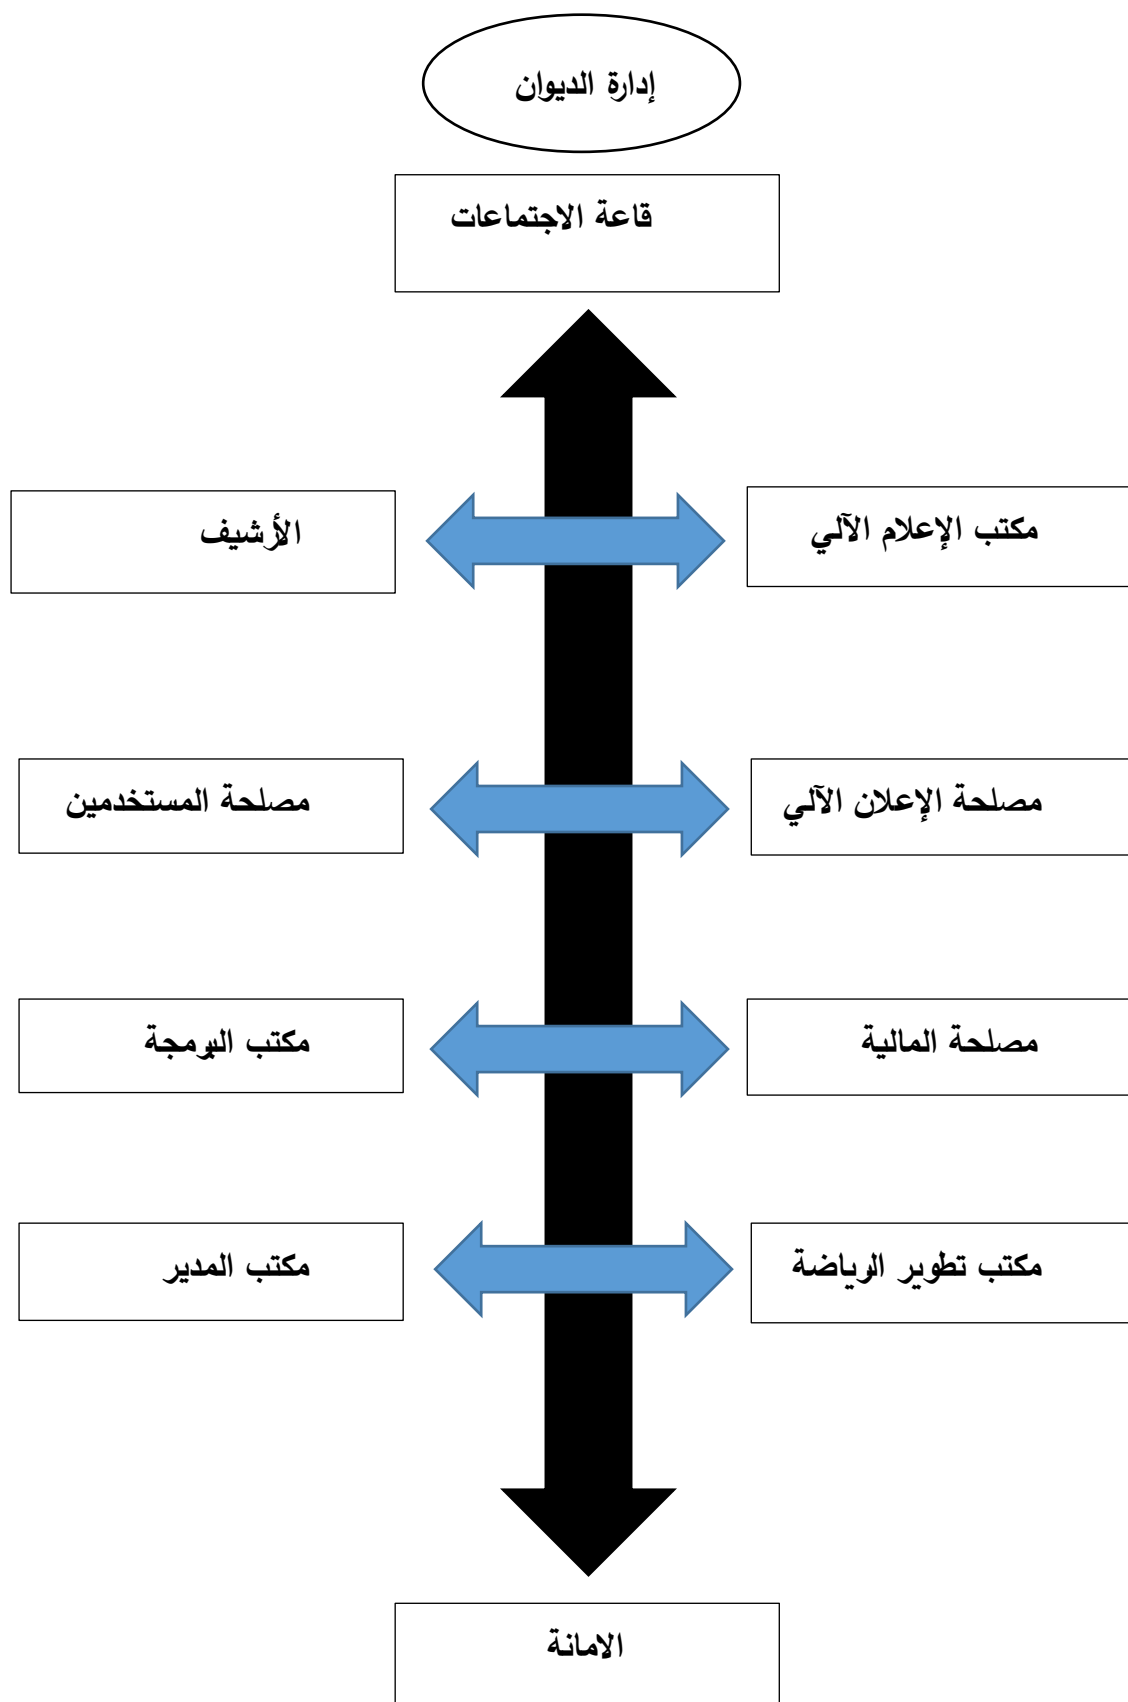 إدارة الديوان
قاعة الاجتماعات
مكتب الإعلام الآلي
الأرشيف
مصلحة الإعلان الآلي
مصلحة المستخدمين
مصلحة المالية
مكتب البرمجة
مكتب تطوير الرياضة
مكتب المدير
الامانة